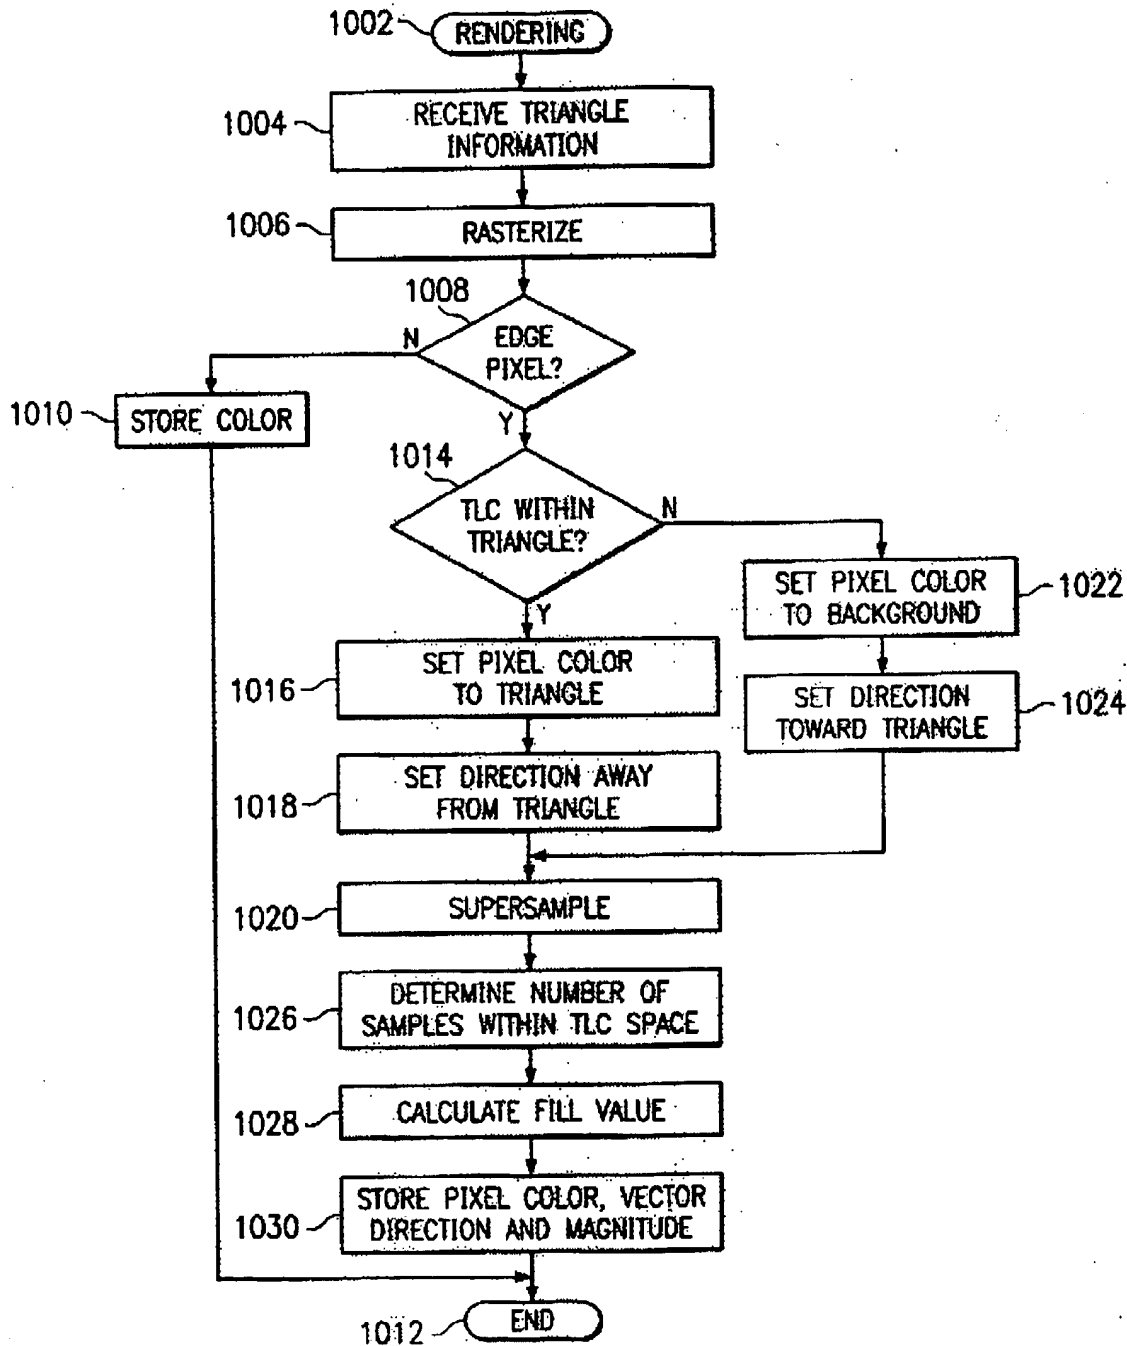 1002
RENDERING
1004
RECEIVE TRIANGLE
INFORMATION
1006
RASTERIZE
1008
EDGE
PIXEL?
N
Y
1010
STORE COLOR
1014
TLC WITHIN
TRIANGLE?
N
Y
SET PIXEL COLOR
TO BACKGROUND
1022
1016
SET PIXEL COLOR
TO TRIANGLE
SET DIRECTION
TOWARD TRIANGLE
1024
1018
SET DIRECTION AWAY
FROM TRIANGLE
1020
SUPERSAMPLE
1026
DETERMINE NUMBER OF
SAMPLES WITHIN TLC SPACE
1028
CALCULATE FILL VALUE
1030
STORE PIXEL COLOR, VECTOR
DIRECTION AND MAGNITUDE
1012
END